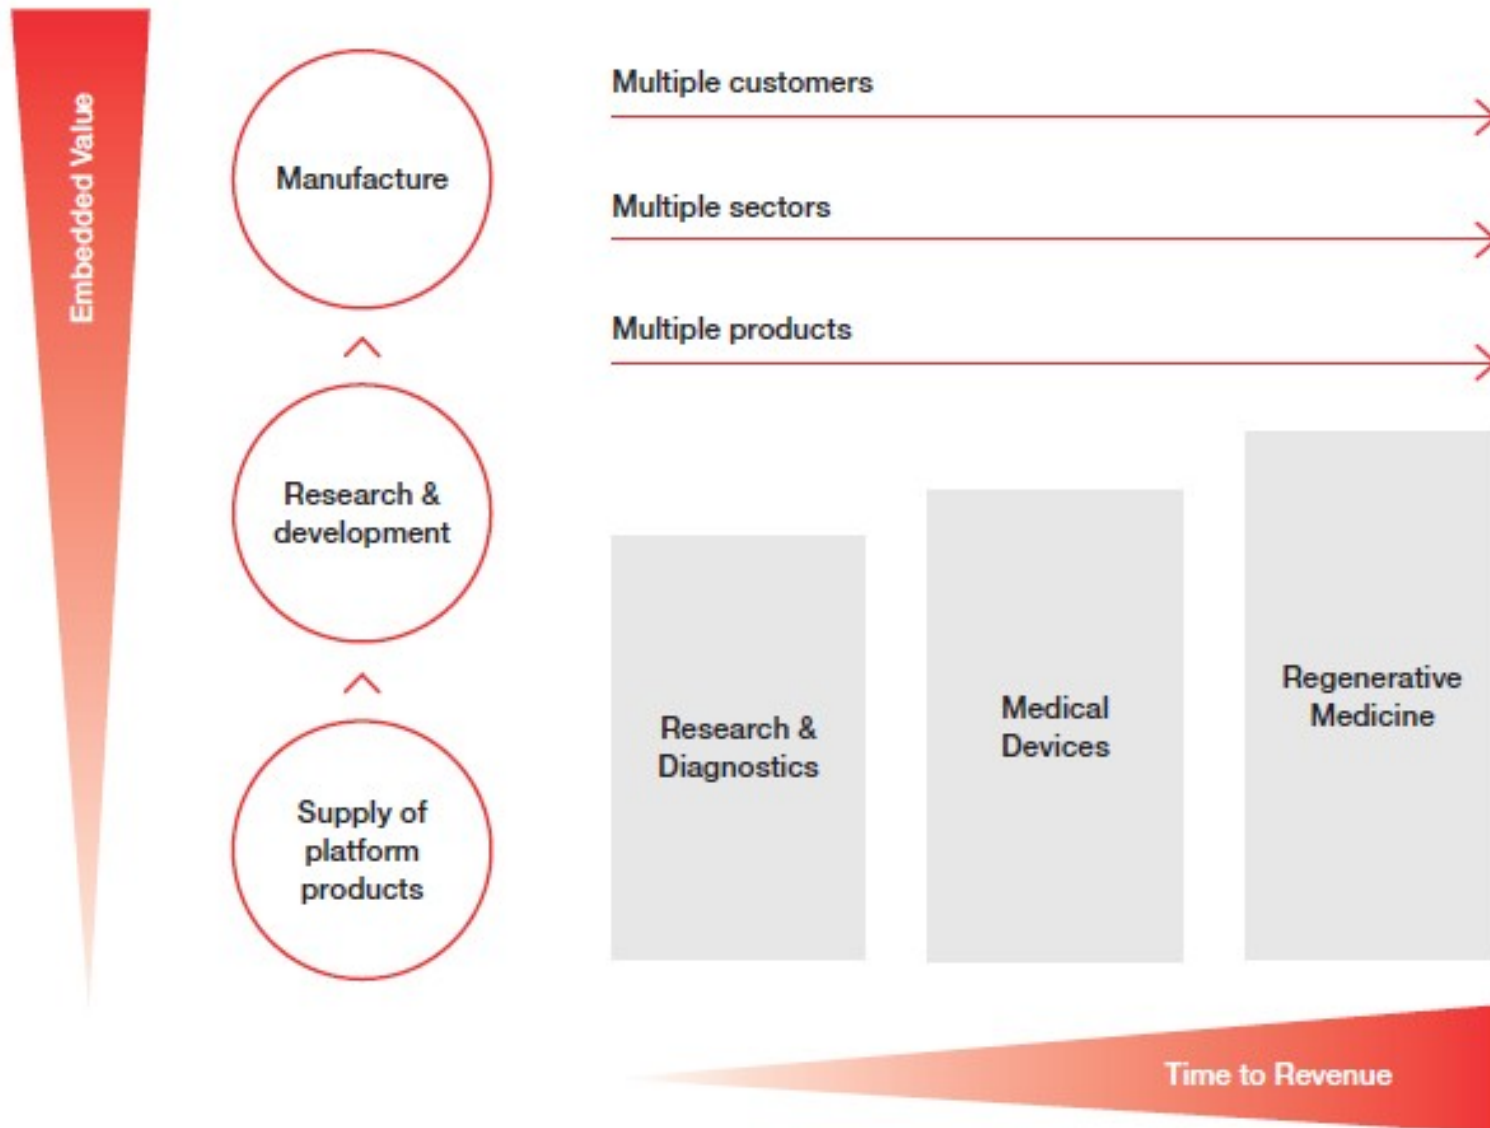 Embedded Value
Manufacture
Research &
development
Supply of
platform
products
Multiple customers
Multiple sectors
Multiple products
Research &
Diagnostics
Medical
Devices
Regenerative
Medicine
Time to Revenue